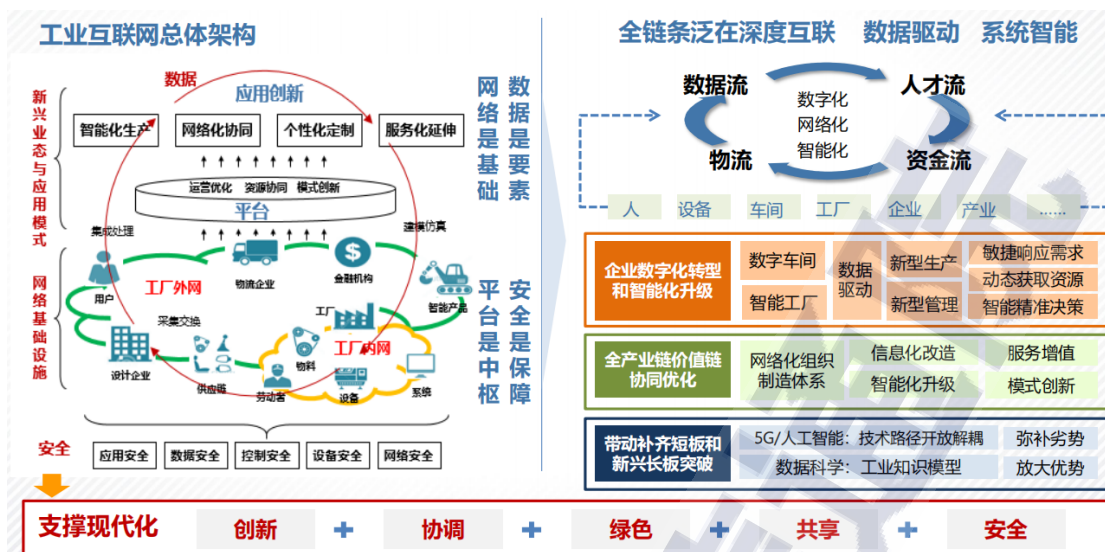 工业互联网总体架构
数据
应用创新
新兴业态与应用模式
智能化生产
网络化协同
个性化定制
服务化延伸
运营优化 资源协同 模式创新
平台
集成处理
建模仿真
网络基础设施
用户
工厂外网
物流企业
金融机构
智能产品
采集交换
工厂
工厂内网
设计企业
供应链
物料
劳动者
设备
系统
安全
应用安全
数据安全
控制安全
设备安全
网络安全
网络是基础
数据是要素
平台是中枢
安全是保障
全链条泛在深度互联 数据驱动 系统智能
数据流
人才流
数字化
网络化
智能化
物流
资金流
人 设备 车间 工厂 企业 产业 ……
企业数字化转型
和智能化升级
数字车间
智能工厂
数据
驱动
新型生产
新型管理
敏捷响应需求
动态获取资源
智能精准决策
全产业链价值链
协同优化
网络化组织
制造体系
信息化改造
智能化升级
服务增值
模式创新
带动补齐短板和
新兴长板突破
5G/人工智能：技术路径开放解耦
数据科学：工业知识模型
弥补劣势
放大优势
支撑现代化 创新 + 协调 + 绿色 + 共享 + 安全